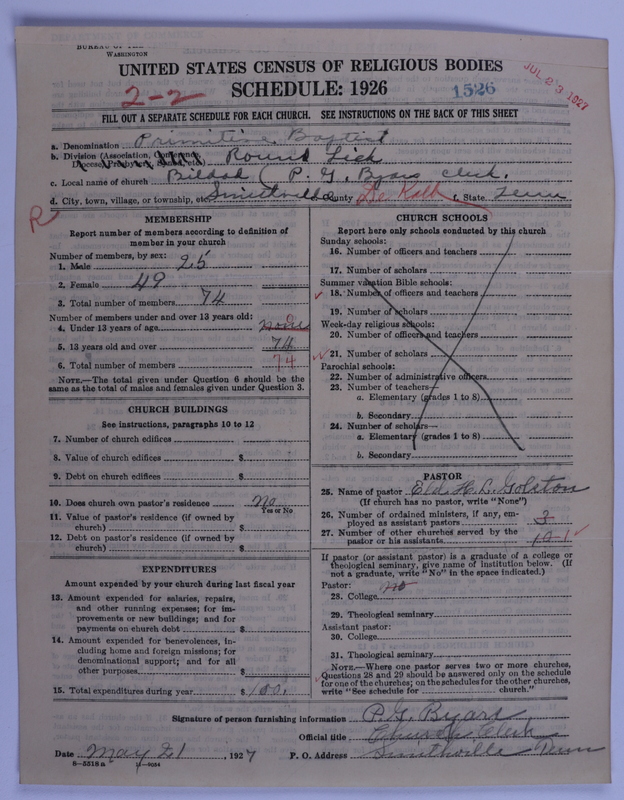 BUREAU OF THE
WASHINGTON
UNITED STATES CENSUS OF RELIGIOUS BODIES
SCHEDULE: 1926
2-2
1526
JUL 23 1927
FILL OUT A SEPARATE SCHEDULE FOR EACH CHURCH. SEE INSTRUCTIONS ON THE BACK OF THIS SHEET
a. Denomination Primitive Baptist
b. Division (Association, Conference, Diocese, Presbytery, Synod, etc.) Round Lick
c. Local name of church Bildad (P. G. Byars Clerk.
d. City, town, village, or township, etc. Smithville County De Kalb f. State Tenn
R
MEMBERSHIP
Report number of members according to definition of
member in your church
Number of members, by sex:
1. Male 25
2. Female 49
3. Total number of members 74
Number of members under and over 13 years old:
4. Under 13 years of age none
5. 13 years old and over 74
6. Total number of members 74
NOTE.—The total given under Question 6 should be
same as the total of males and females given under Question 3.
CHURCH BUILDINGS
See instructions, paragraphs 10 to 12
7. Number of church edifices
8. Value of church edifices $
9. Debt on church edifices $
10. Does church own pastor's residence no
Yes or No
11. Value of pastor's residence (if owned by
church) $
12. Debt on pastor's residence (if owned by
church) $
EXPENDITURES
Amount expended by your church during last fiscal year
13. Amount expended for salaries, repairs,
and other running expenses; for im-
provements or new buildings; and for
payments on church debt $
14. Amount expended for benevolences, in-
cluding home and foreign missions; for
denominational support; and for all
other purposes $
15. Total expenditures during year $100.
CHURCH SCHOOLS
Report here only schools conducted by this church
Sunday schools:
16. Number of officers and teachers
17. Number of scholars
Summer vacation Bible schools:
18. Number of officers and teachers
19. Number of scholars
Week-day religious schools:
20. Number of officers and teachers
21. Number of scholars
Parochial schools:
22. Number of administrative officers
23. Number of teachers—
a. Elementary (grades 1 to 8)
b. Secondary
24. Number of scholars—
a. Elementary (grades 1 to 8)
b. Secondary
PASTOR
25. Name of pastor Eld. H. L. Golston
(If church has no pastor, write "None")
26. Number of ordained ministers, if any, em-
ployed as assistant pastors 3
27. Number of other churches served by the
pastor or his assistants
If pastor (or assistant pastor) is a graduate of a college or
theological seminary, give name of institution below. (If
not a graduate, write "No" in the space indicated.)
Pastor: no
28. College
29. Theological seminary
Assistant pastor:
30. College
31. Theological seminary
NOTE.—Where one pastor serves two or more churches,
Questions 28 and 29 should be answered only on the schedule
for one of the churches; on the schedules for the other churches,
write "See schedule for church."
Signature of person furnishing information P. G. Byars
Official title Church Clerk
Date May 21, 1927 P. O. Address Smithville Tenn
8—5518 a